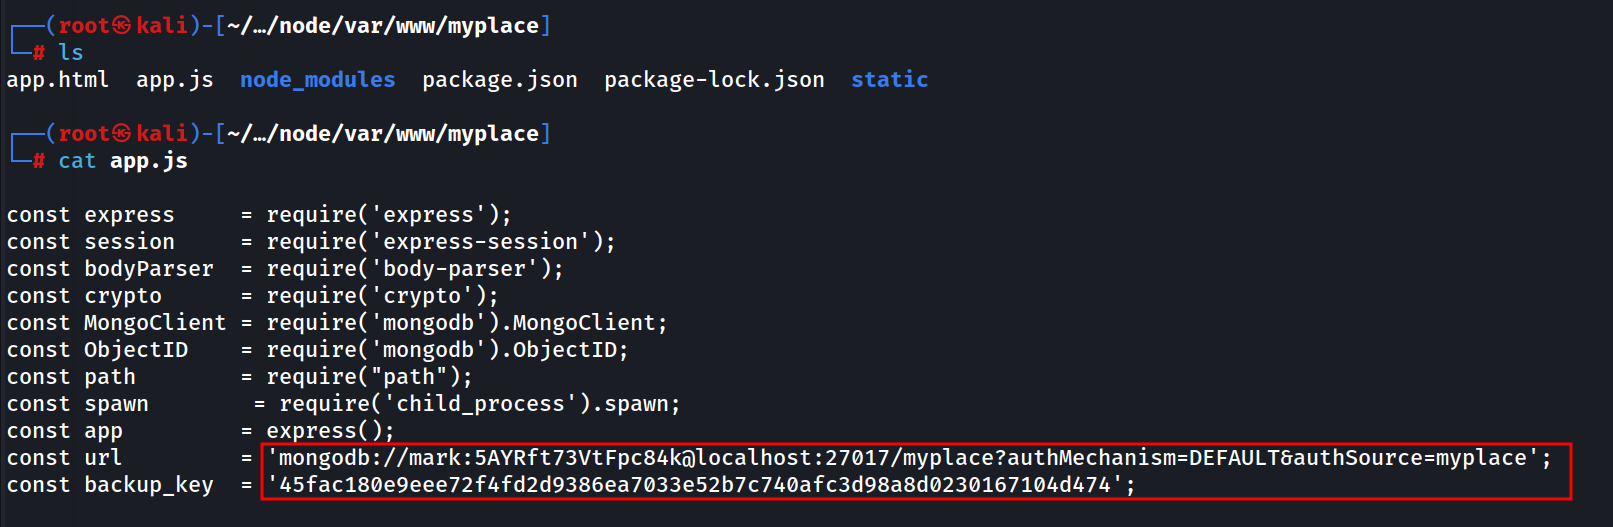 ┌──(root㉿kali)-[~/…/node/var/www/myplace]
└─# ls
app.html  app.js  node_modules  package.json  package-lock.json  static
┌──(root㉿kali)-[~/…/node/var/www/myplace]
└─# cat app.js
const express     = require('express');
const session     = require('express-session');
const bodyParser  = require('body-parser');
const crypto      = require('crypto');
const MongoClient = require('mongodb').MongoClient;
const ObjectID    = require('mongodb').ObjectID;
const path        = require("path");
const spawn        = require('child_process').spawn;
const app         = express();
const url         = 'mongodb://mark:5AYRft73VtFpc84k@localhost:27017/myplace?authMechanism=DEFAULT&authSource=myplace';
const backup_key  = '45fac180e9eee72f4fd2d9386ea7033e52b7c740afc3d98a8d0230167104d474';